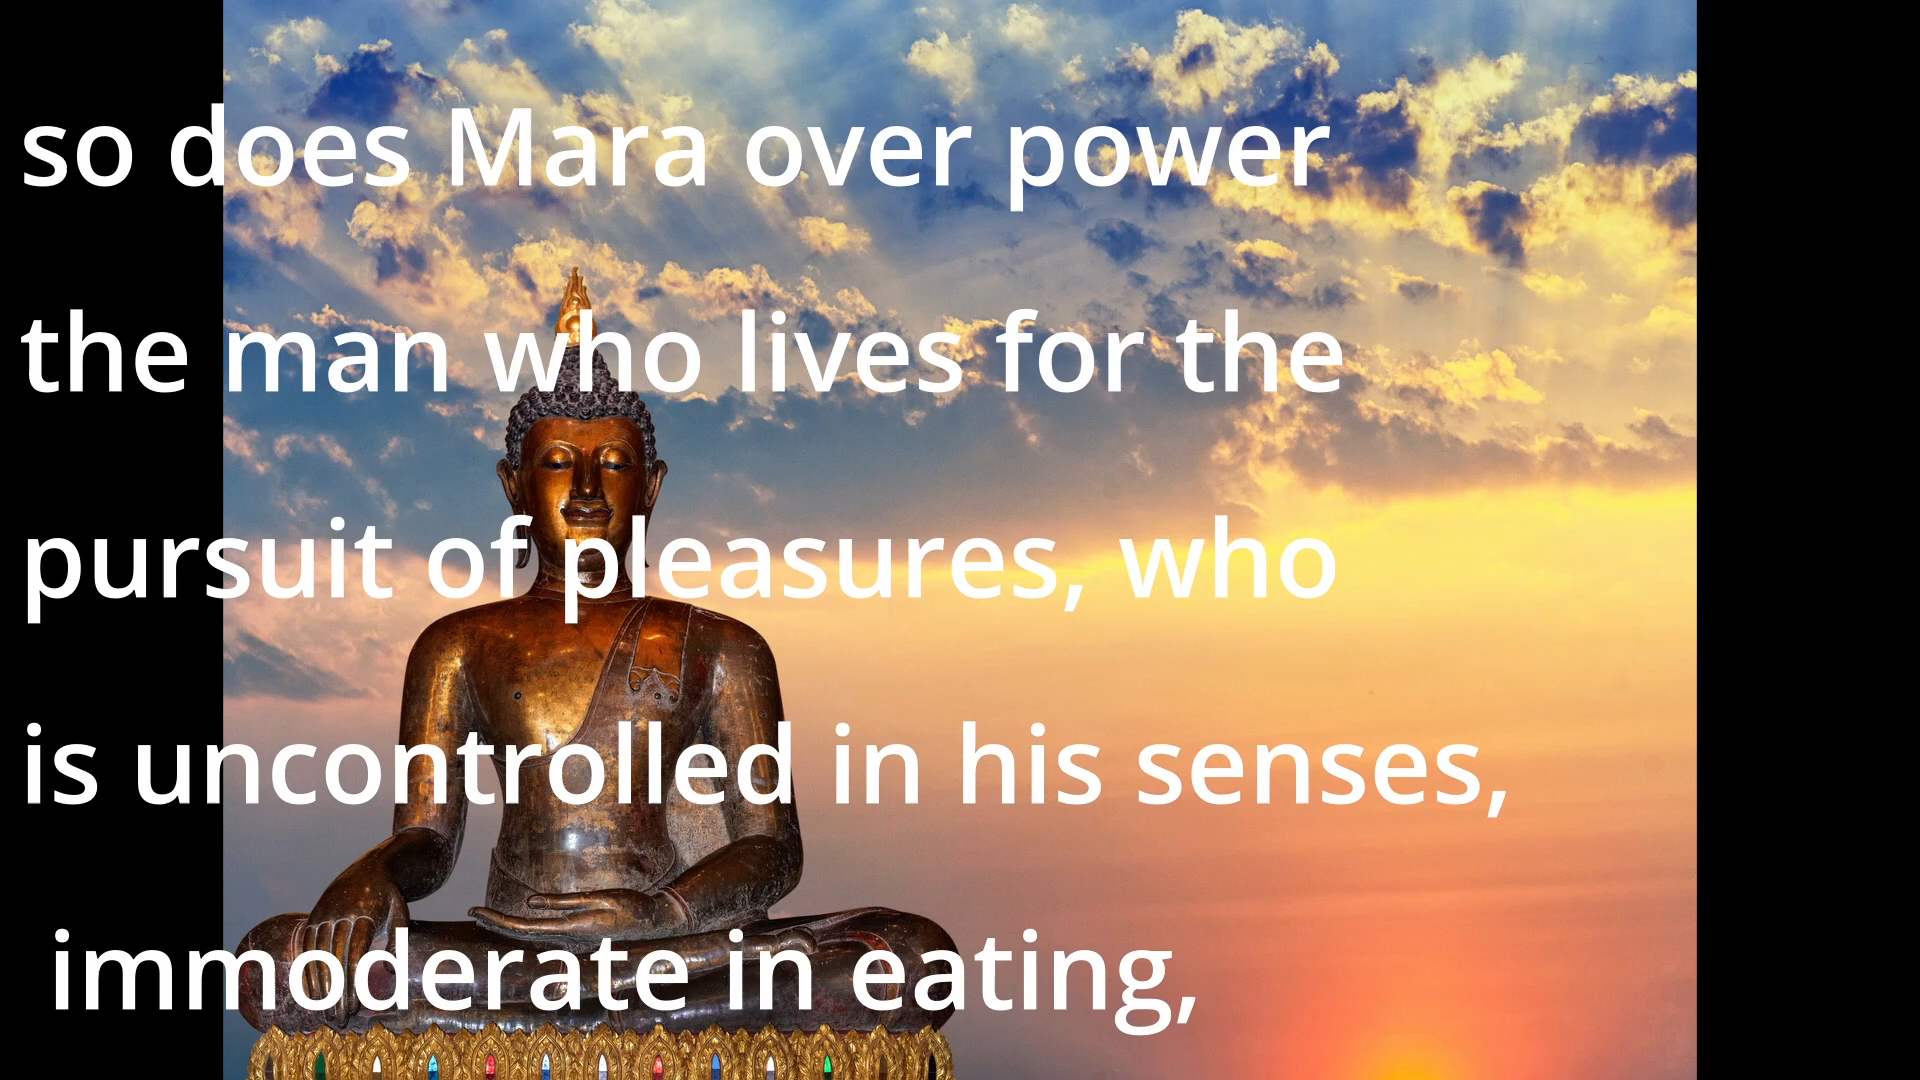 so does Mara over power
the man who lives for the
pursuit of pleasures, who
is uncontrolled in his senses,
immoderate in eating,